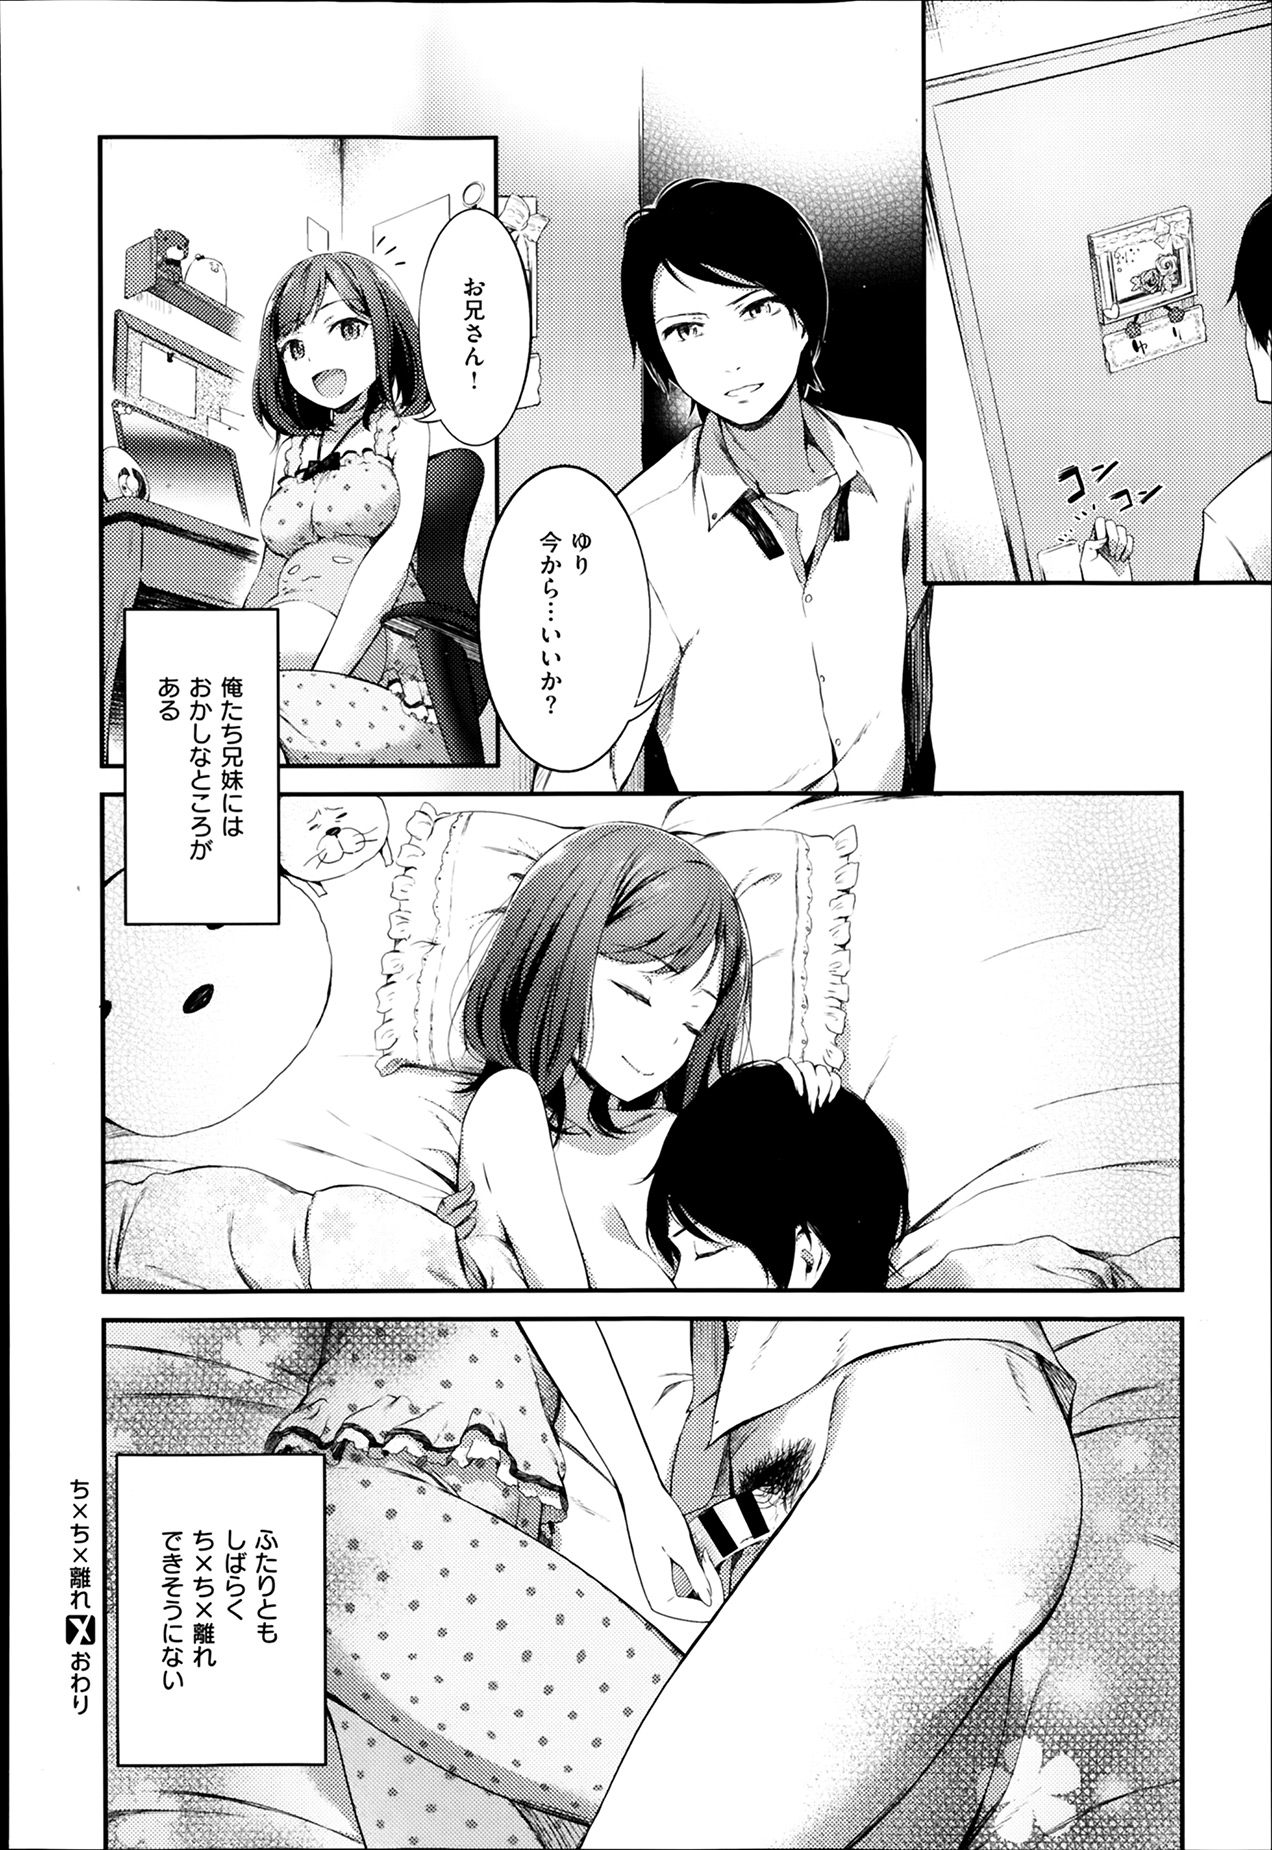 ゆり
コン
コン
ゆり
今から…いいか？
お兄さん！
俺たち兄妹には
おかしなところが
ある
ふたりとも
しばらく
ち×ち×離れ
できそうにない
ち×ち×離れ X おわり